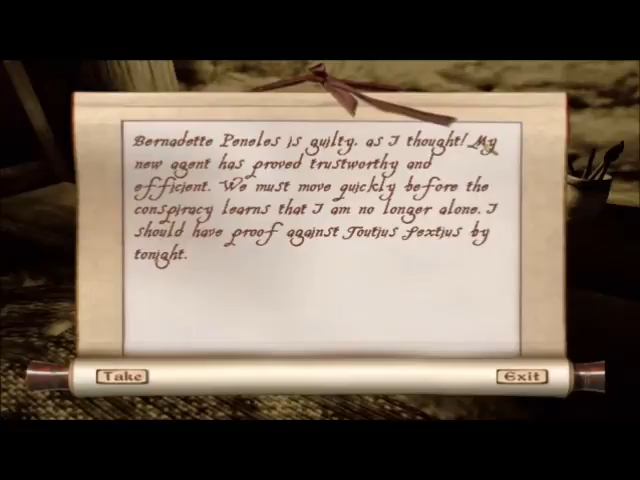 Bernadette Peneles is guilty, as I thought! My
new agent has proved trustworthy and
efficient. We must move quickly before the
conspiracy learns that I am no longer alone. I
should have proof against Toutius Sextius by
tonight.
Take
Exit